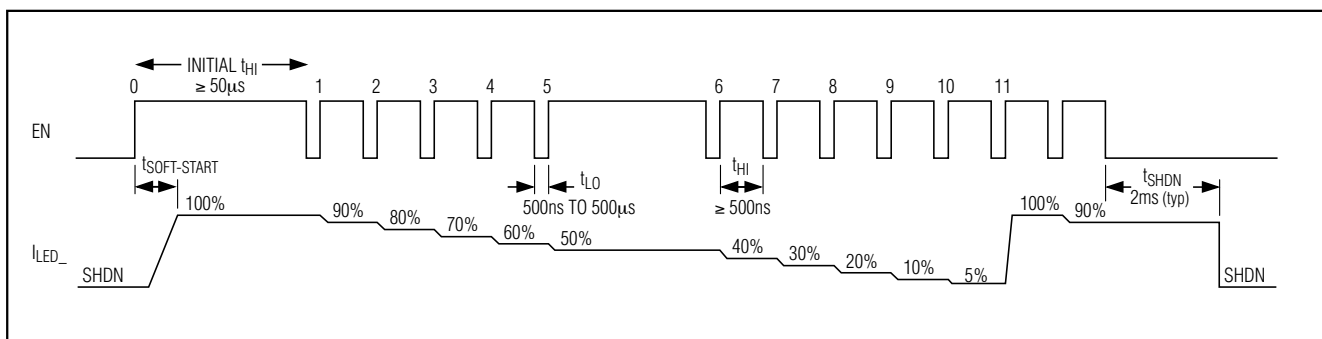 INITIAL tHI
≥ 50µs
0 1 2 3 4 5 6 7 8 9 10 11
EN
tSOFT-START
tLO
500ns TO 500µs
tHI
≥ 500ns
tSHDN
2ms (typ)
100% 90% 80% 70% 60% 50% 40% 30% 20% 10% 5% 100% 90%
ILED_
SHDN SHDN